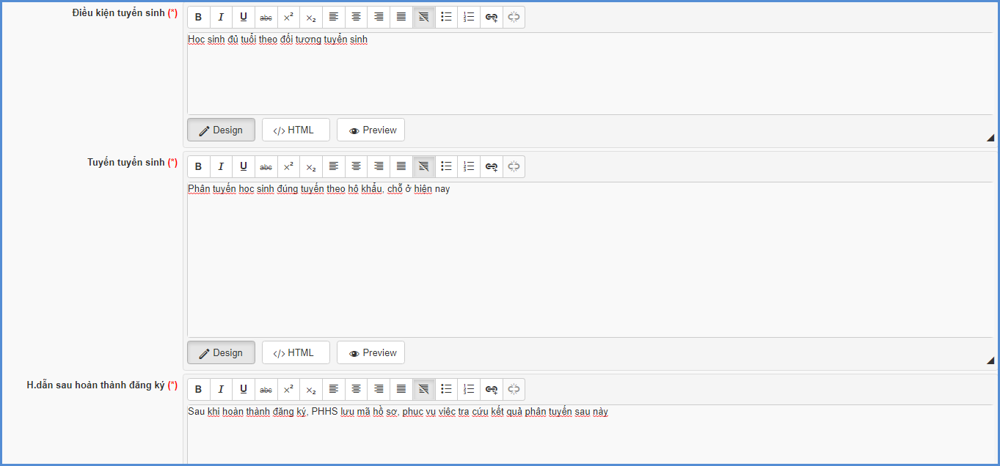 Điều kiện tuyển sinh (*)
B I U abc x² x₂
Học sinh đủ tuổi theo đối tượng tuyển sinh
Design </> HTML Preview
Tuyến tuyển sinh (*)
B I U abc x² x₂
Phân tuyến học sinh đúng tuyến theo hộ khẩu, chỗ ở hiện nay
Design </> HTML Preview
H.dẫn sau hoàn thành đăng ký (*)
B I U abc x² x₂
Sau khi hoàn thành đăng ký, PHHS lưu mã hồ sơ, phục vụ việc tra cứu kết quả phân tuyến sau này